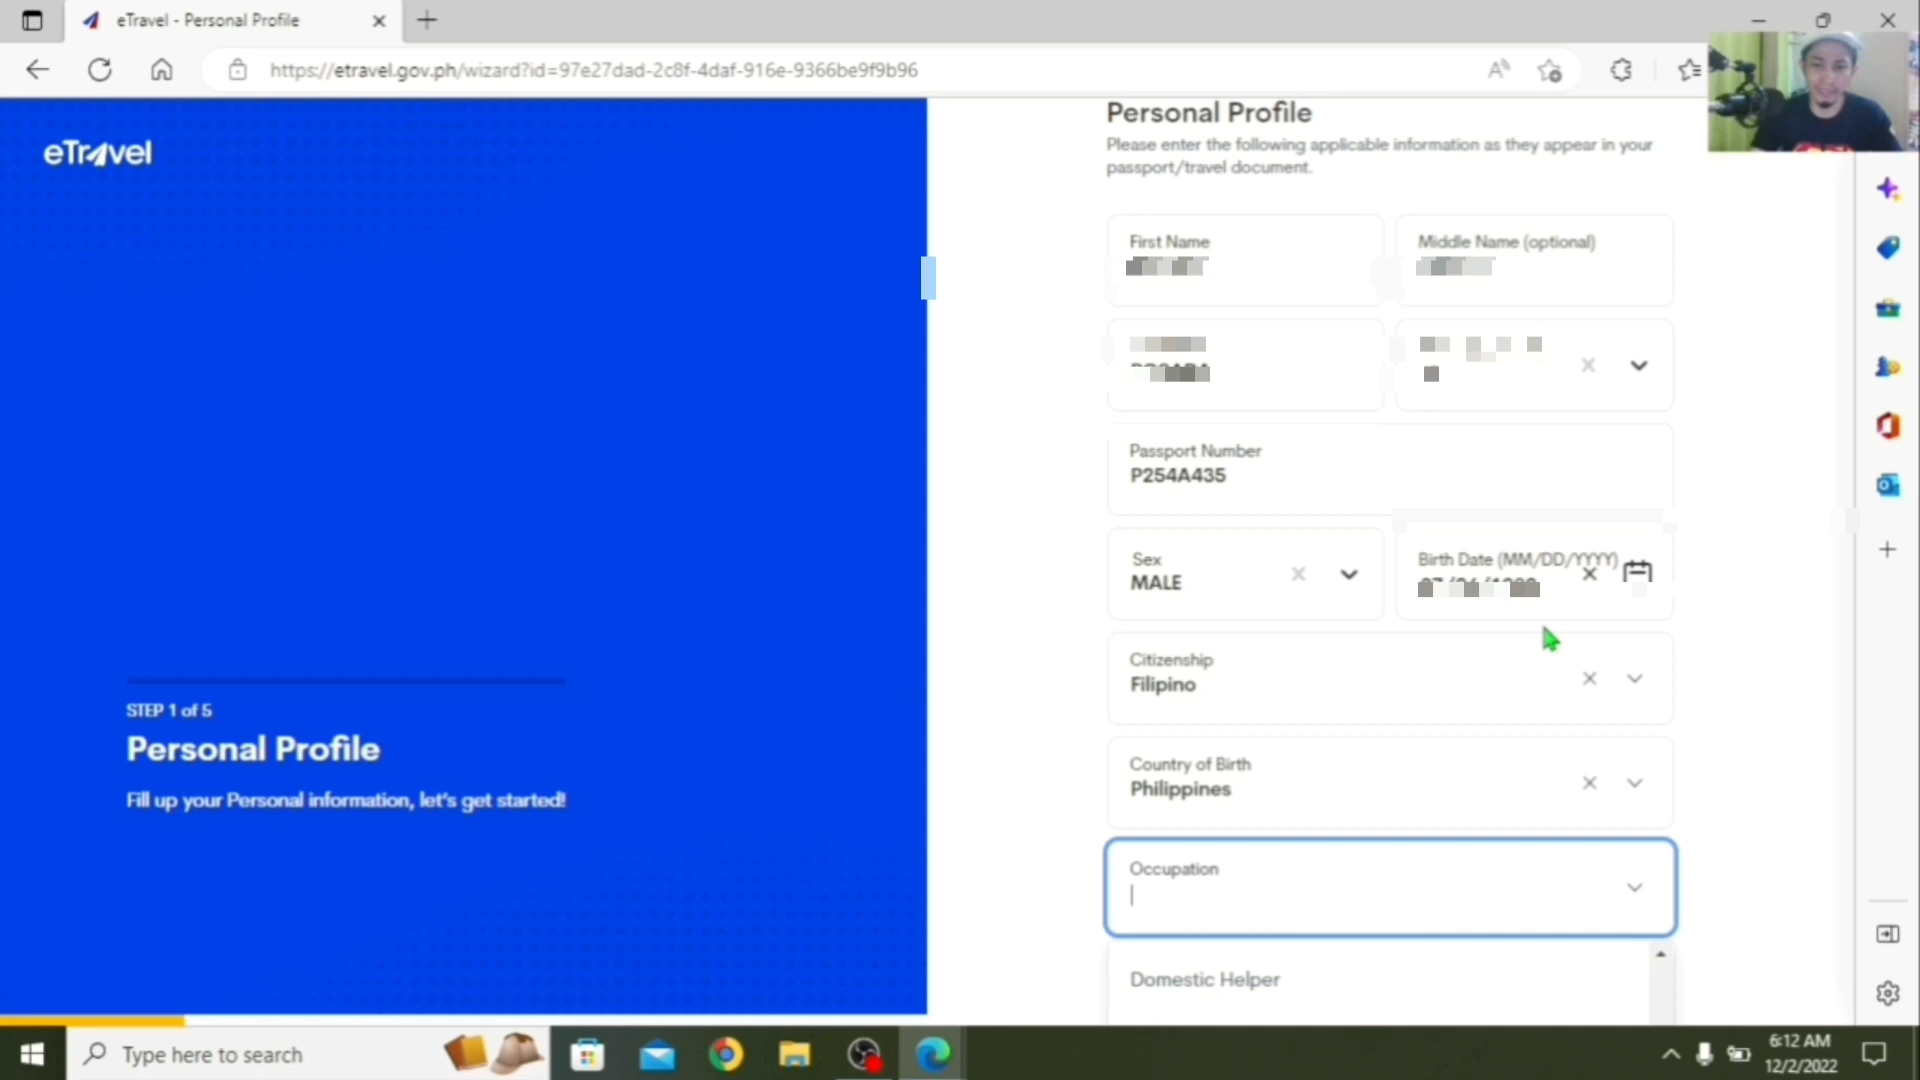 eTravel - Personal Profile
https://etravel.gov.ph/wizard?id=97e27dad-2c8f-4daf-916e-9366be9f9b96
eTravel
STEP 1 of 5
Personal Profile
Fill up your Personal information, let's get started!
Personal Profile
Please enter the following applicable information as they appear in your
passport/travel document.
First Name
Middle Name (optional)
Passport Number
P254A435
Sex
MALE
Birth Date (MM/DD/YYYY)
Citizenship
Filipino
Country of Birth
Philippines
Occupation
Domestic Helper
Type here to search
6:12 AM
12/2/2022